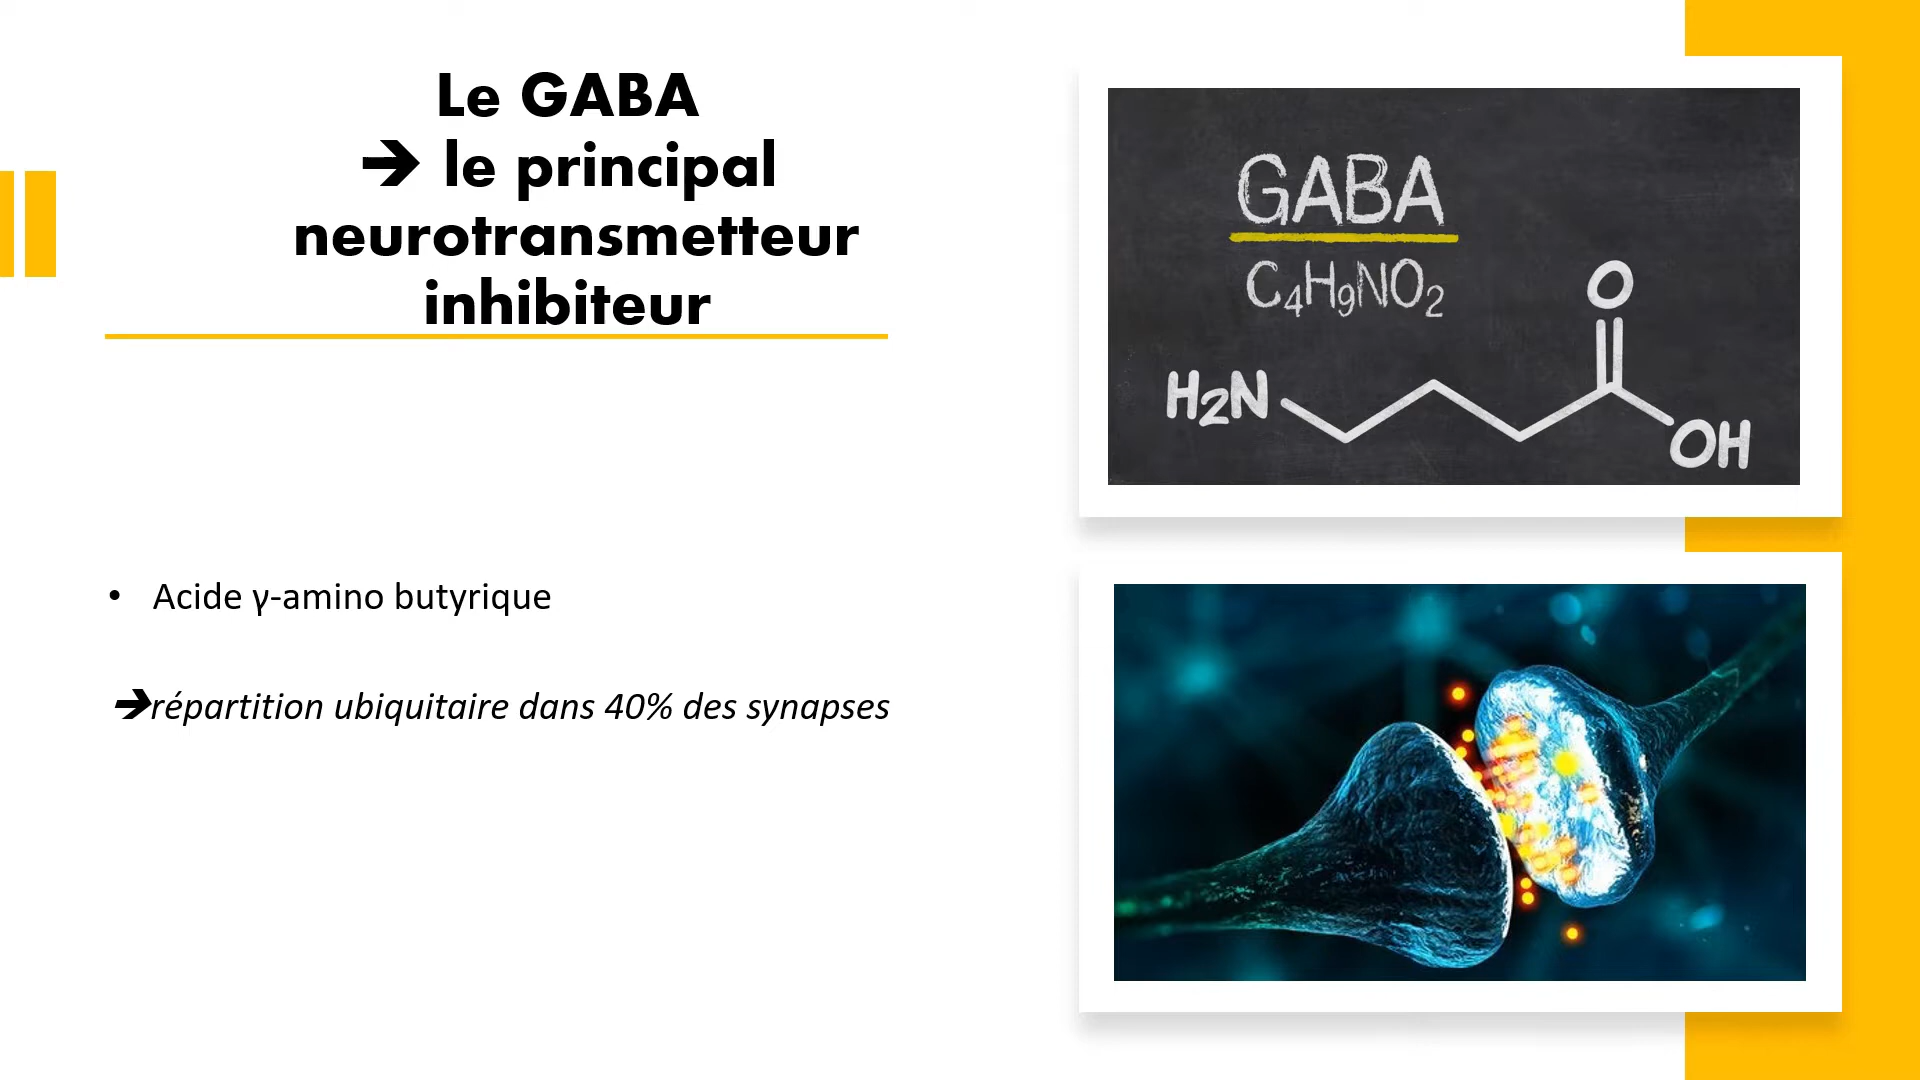 Le GABA
➔ le principal
neurotransmetteur
inhibiteur
• Acide γ-amino butyrique
➔répartition ubiquitaire dans 40% des synapses
GABA
C₄H₉NO₂
O
H₂N
OH